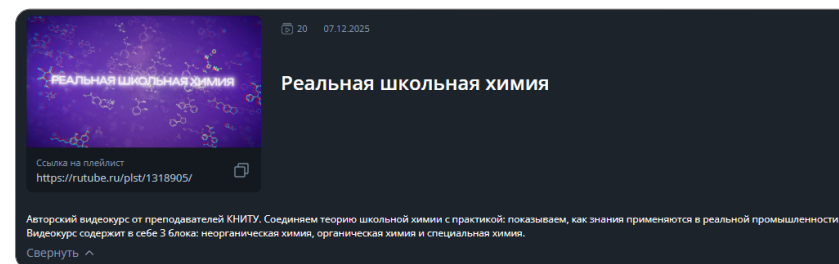 20 07.12.2025
РЕАЛЬНАЯ ШКОЛЬНАЯ ХИМИЯ
Реальная школьная химия
Ссылка на плейлист
https://rutube.ru/plst/1318905/
Авторский видеокурс от преподавателей КНИТУ. Соединяем теорию школьной химии с практикой: показываем, как знания применяются в реальной промышленности
Видеокурс содержит в себе 3 блока: неорганическая химия, органическая химия и специальная химия.
Свернуть